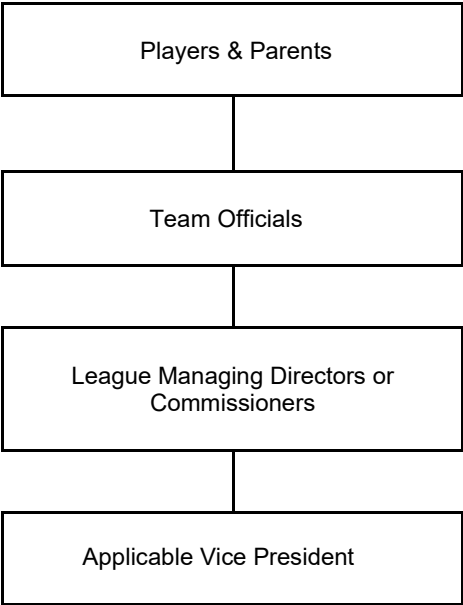 Players & Parents
Team Officials
League Managing Directors or
Commissioners
Applicable Vice President